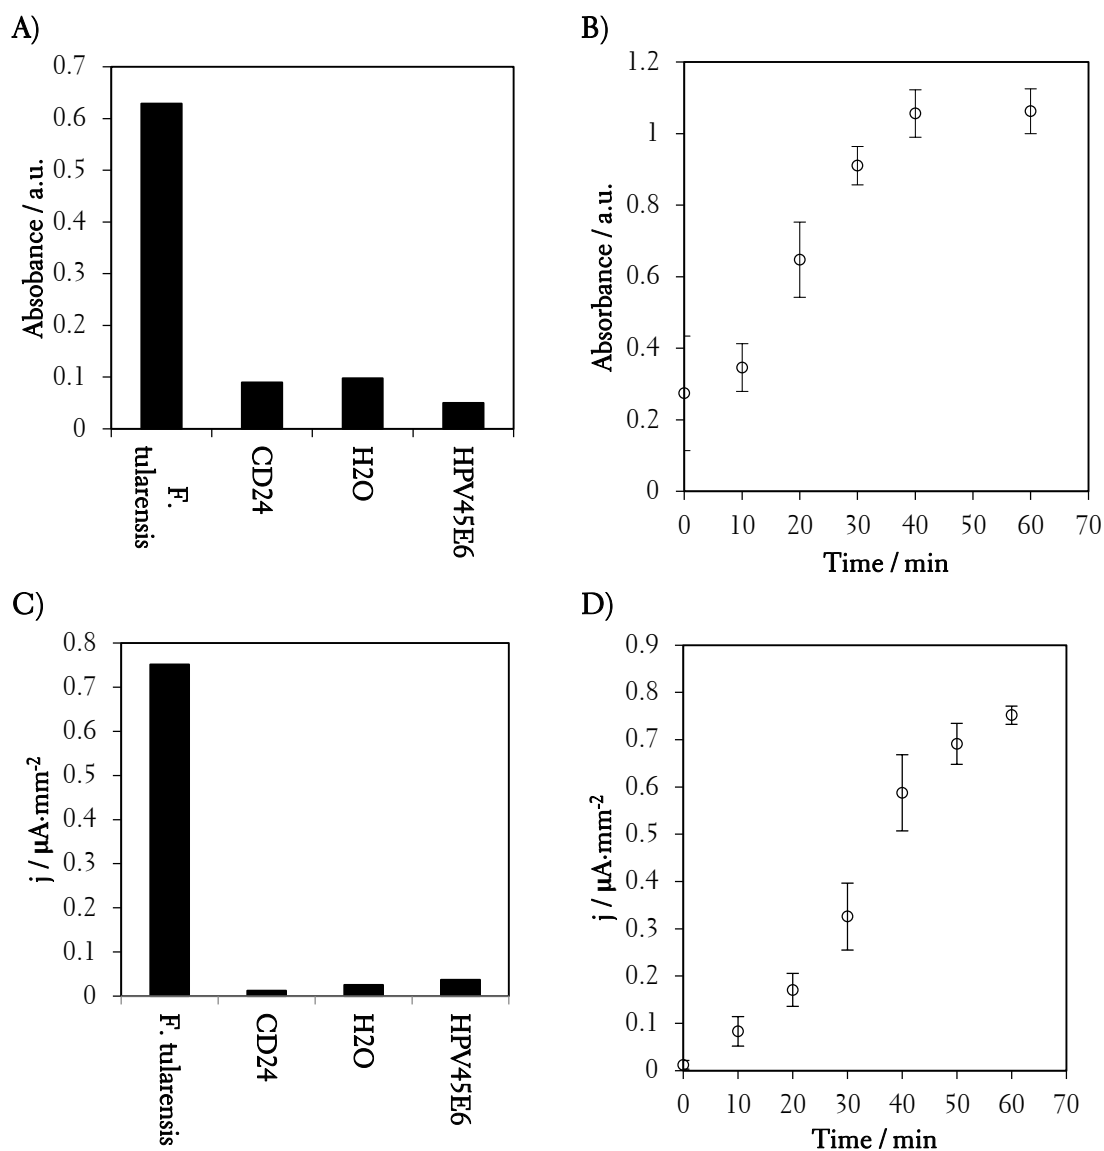 A)
0.7
0.6
0.5
0.4
0.3
0.2
0.1
0
Absobance / a.u.
F.
tularensis
CD24
H2O
HPV45E6
B)
1.2
1
0.8
0.6
0.4
0.2
0
Absorbance / a.u.
0 10 20 30 40 50 60 70
Time / min
C)
0.8
0.7
0.6
0.5
0.4
0.3
0.2
0.1
0
j / µA·mm-2
F. tularensis
CD24
H2O
HPV45E6
D)
0.9
0.8
0.7
0.6
0.5
0.4
0.3
0.2
0.1
0
j / µA·mm-2
0 10 20 30 40 50 60 70
Time / min